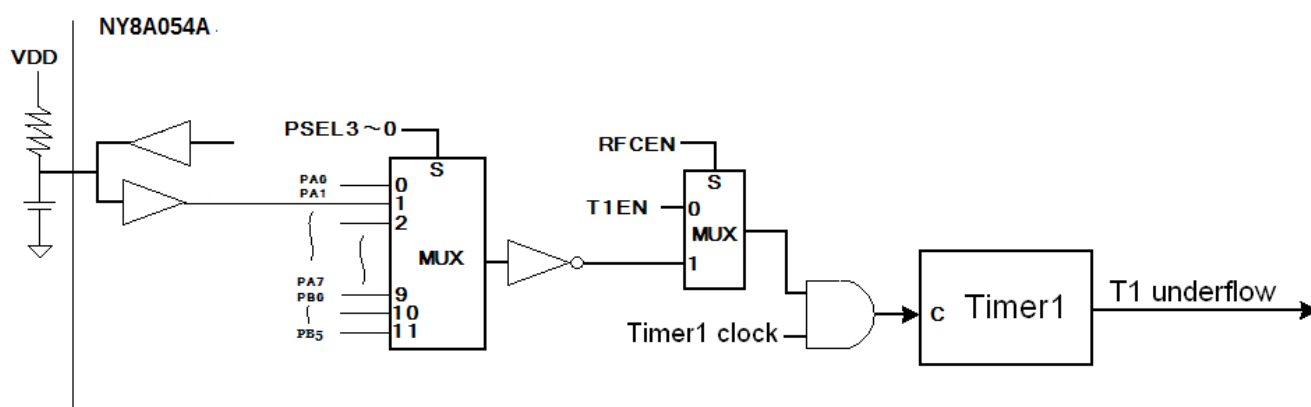 NY8A054A
VDD
PSEL3~0
RFCEN
S
S
PA0
0
PA1
1
T1EN
0
2
MUX
MUX
1
PA7
PB0
9
10
PB5
11
Timer1 clock
C
Timer1
T1 underflow